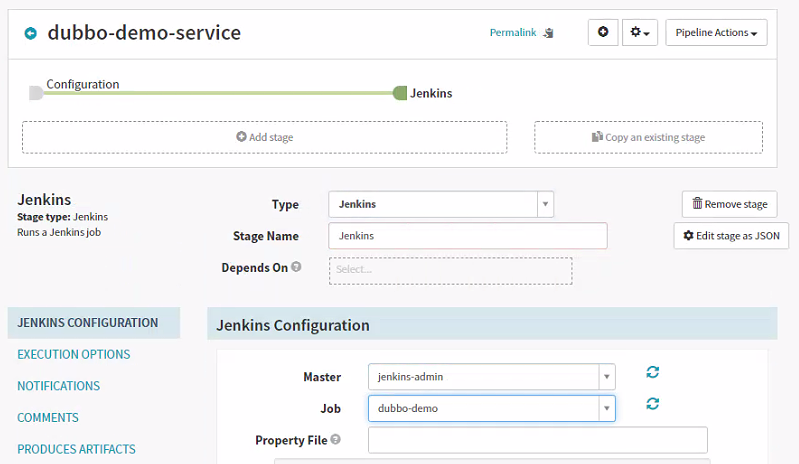 dubbo-demo-service
Permalink
Pipeline Actions
Configuration
Jenkins
Add stage
Copy an existing stage
Jenkins
Stage type: Jenkins
Runs a Jenkins job
Type
Jenkins
Remove stage
Stage Name
Jenkins
Edit stage as JSON
Depends On
Select...
JENKINS CONFIGURATION
EXECUTION OPTIONS
NOTIFICATIONS
COMMENTS
PRODUCES ARTIFACTS
Jenkins Configuration
Master
jenkins-admin
Job
dubbo-demo
Property File